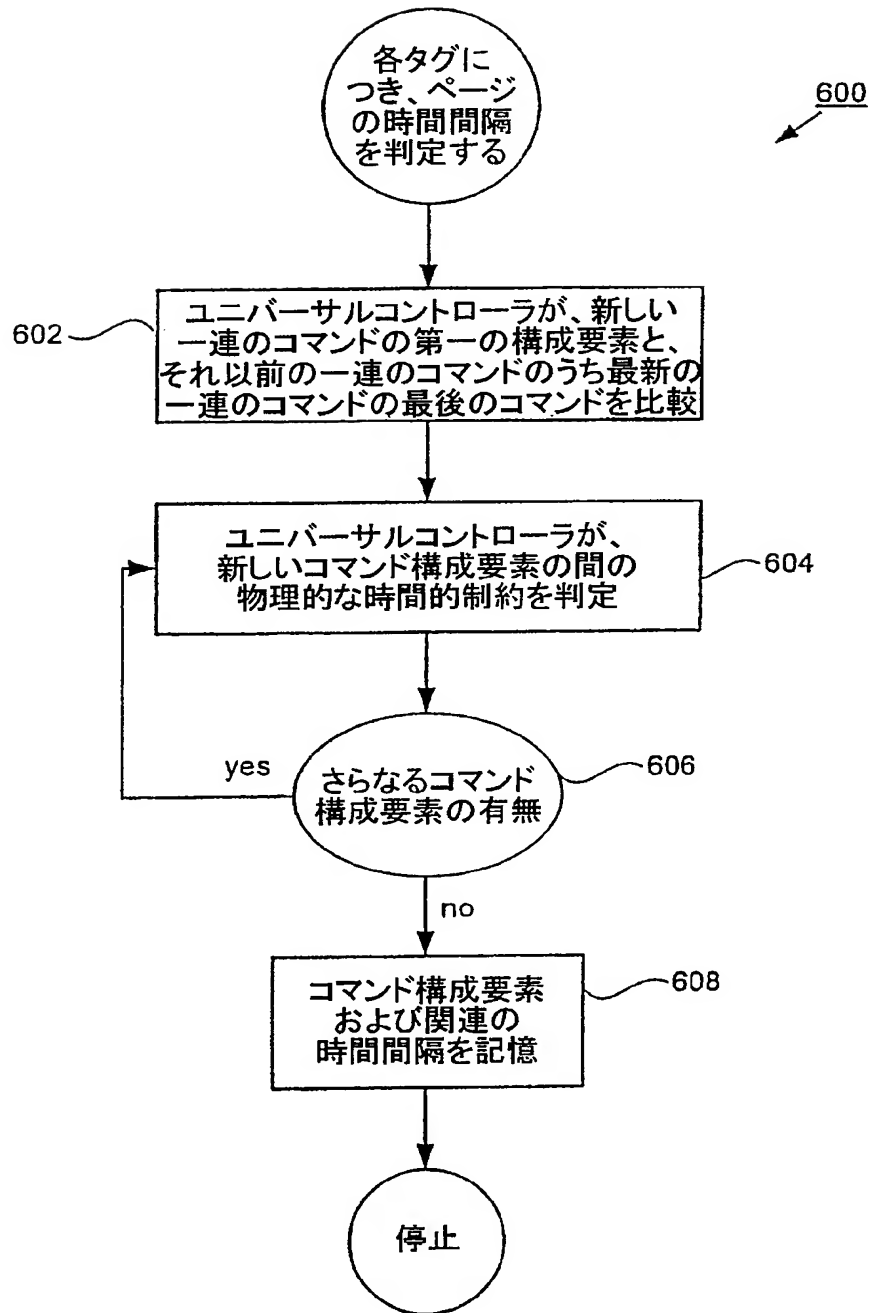 各タグに
つき、ページ
の時間間隔
を判定する
600
602
ユニバーサルコントローラが、新しい
一連のコマンドの第一の構成要素と、
それ以前の一連のコマンドのうち最新の
一連のコマンドの最後のコマンドを比較
ユニバーサルコントローラが、
新しいコマンド構成要素の間の
物理的な時間的制約を判定
604
yes
さらなるコマンド
構成要素の有無
606
no
コマンド構成要素
および関連の
時間間隔を記憶
608
停止